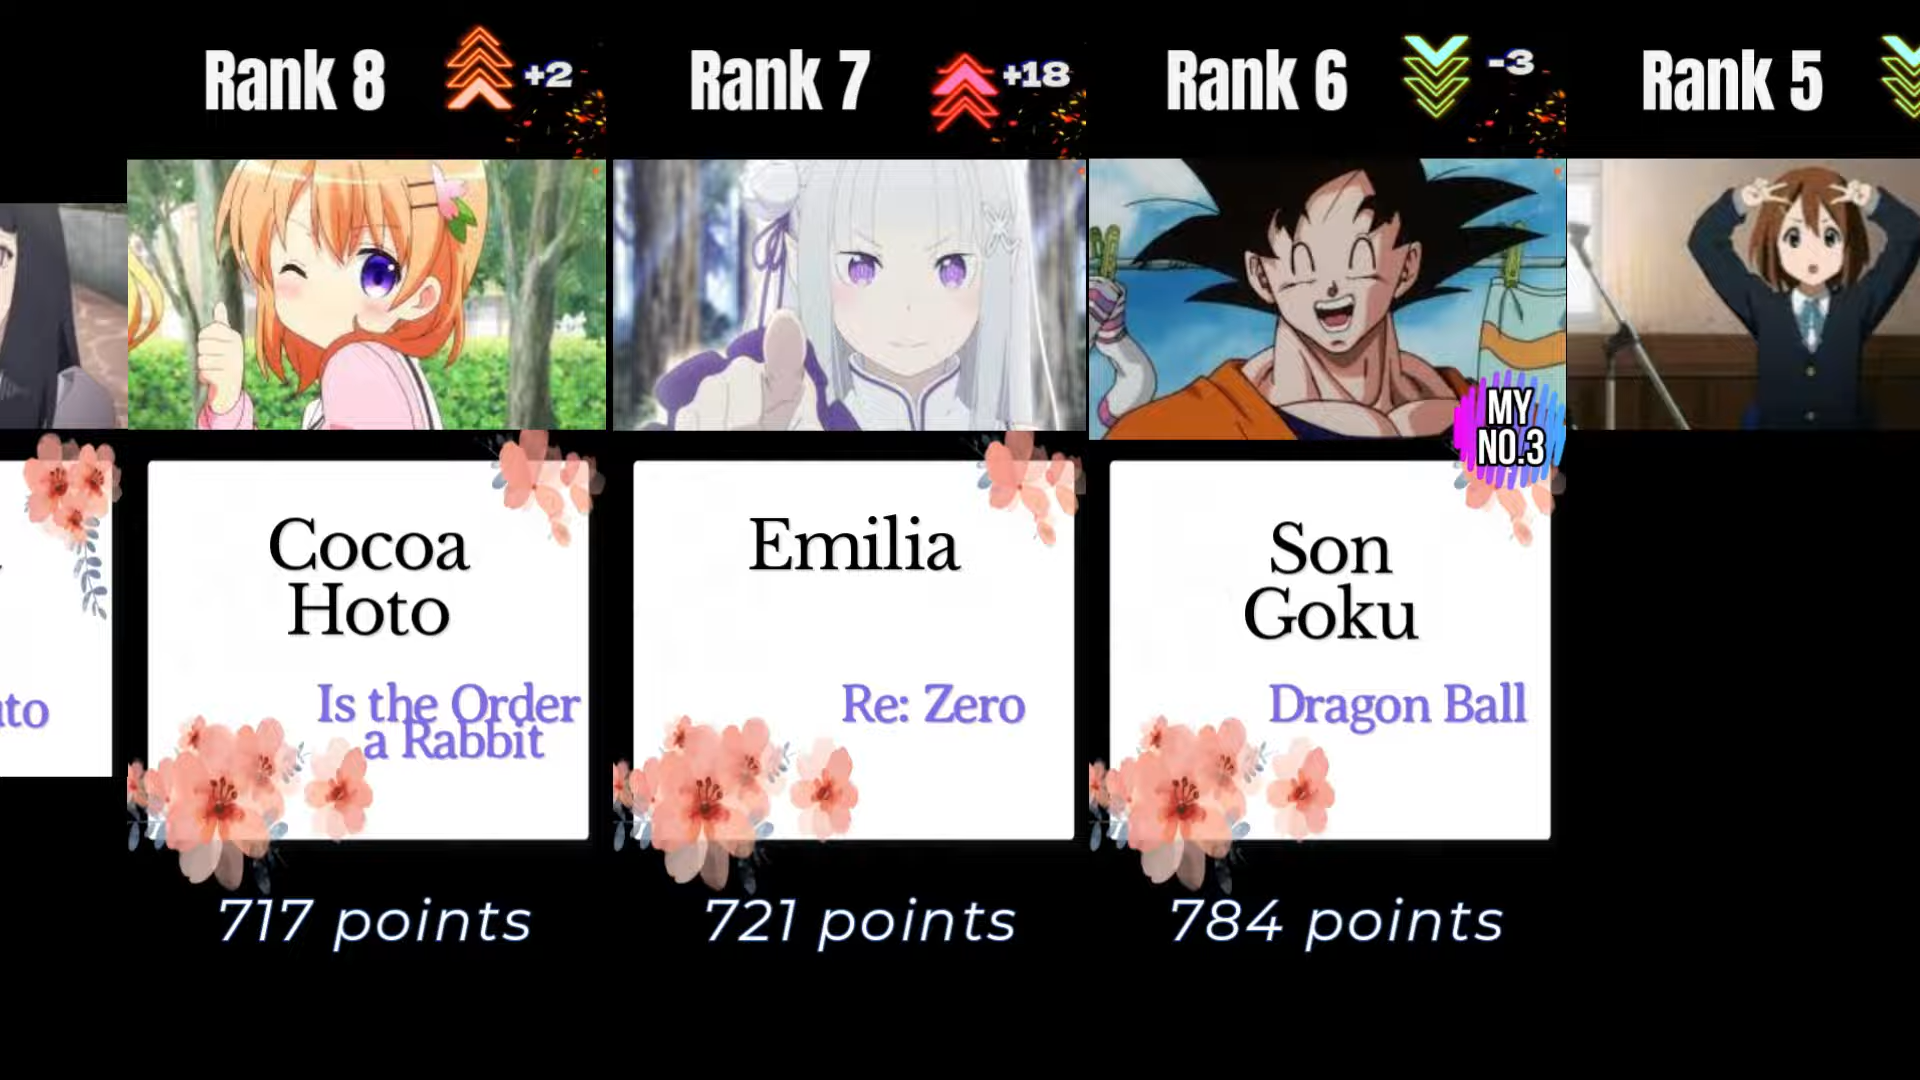 Rank 8
+2
Rank 7
+18
Rank 6
-3
Rank 5
MY
NO.3
Cocoa
Hoto
Is the Order
a Rabbit
Emilia
Re: Zero
Son
Goku
Dragon Ball
uto
717 points
721 points
784 points